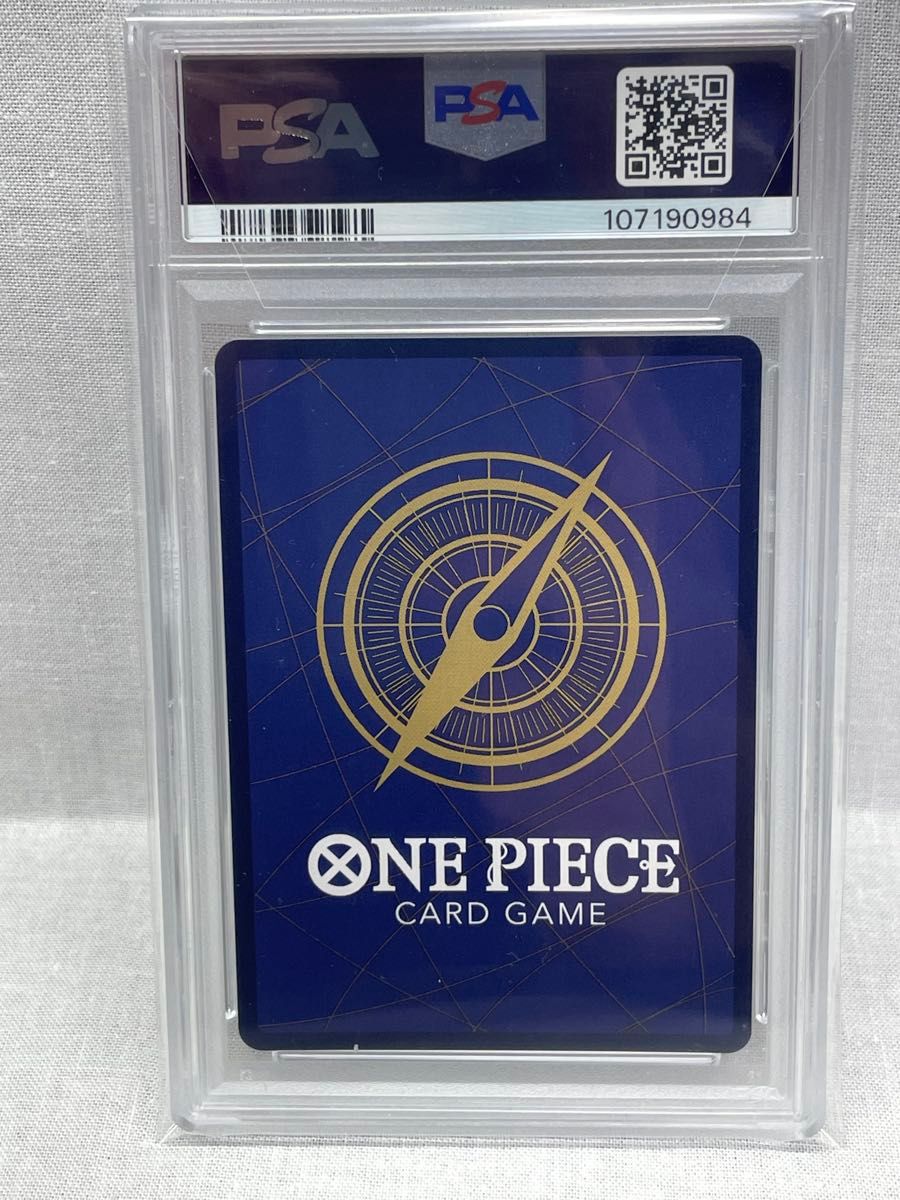 PSA
PSA
107190984
ONE PIECE
CARD GAME